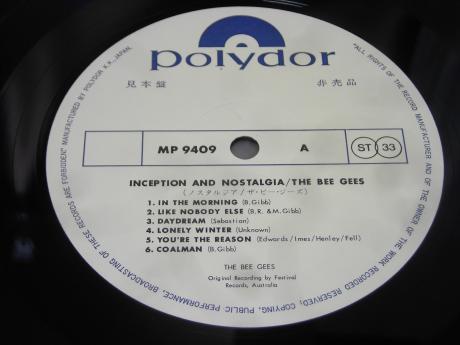 polydor
見本盤 非売品
MP 9409 A ST 33
INCEPTION AND NOSTALGIA/THE BEE GEES
(ノスタルジア/ザ・ビージーズ)
1. IN THE MORNING (B.Gibb)
2. LIKE NOBODY ELSE (B.R. &M.Gibb)
3. DAYDREAM (Sebastian)
4. LONELY WINTER (Unknown)
5. YOU'RE THE REASON (Edwards/Imes/Henley/Fell)
6. COALMAN (B.Gibb)
THE BEE GEES
Original Recording by Festival
Records, Australia
"ALL RIGHTS OF THE RECORD MANUFACTURER AND OF THE OWNER OF THE WORK RECORDED RESERVED; COPYING, PUBLIC PERFORMANCE, BROADCASTING OF THESE RECORDS ARE FORBIDDEN" MANUFACTURED BY POLYDOR K.K., JAPAN.